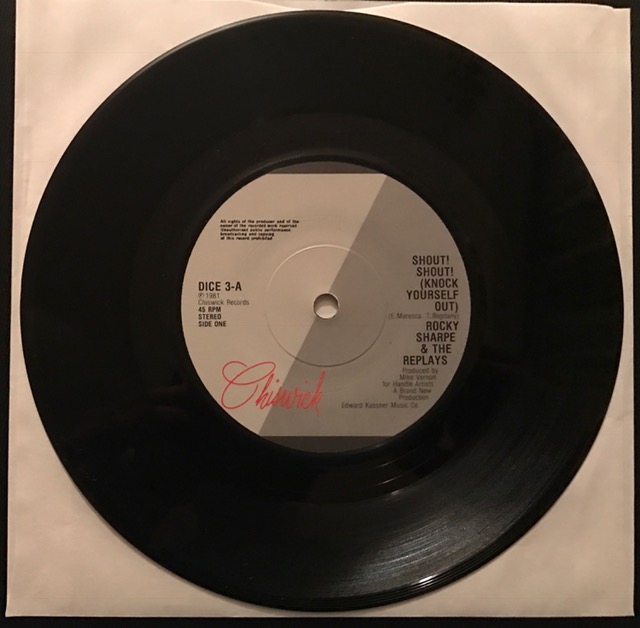 All rights of the producer and of the
owner of the recorded work reserved
Unauthorised public performance
broadcasting and copying
of this record prohibited
DICE 3-A
℗ 1981
Chiswick Records
45 RPM
STEREO
SIDE ONE
SHOUT!
SHOUT!
(KNOCK
YOURSELF
OUT)
(E.Maresca, T.Bogdany)
ROCKY
SHARPE
& THE
REPLAYS
Produced by
Mike Vernon
for Handle Artists
A Brand New
Production
Edward Kassner Music Co
Chiswick